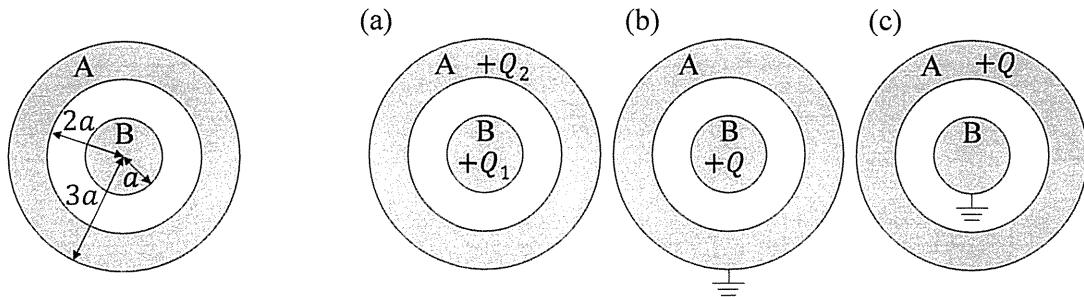 (a) (b) (c)
A A +Q₂ A A +Q
2a B B B B
a +Q₁ +Q
3a